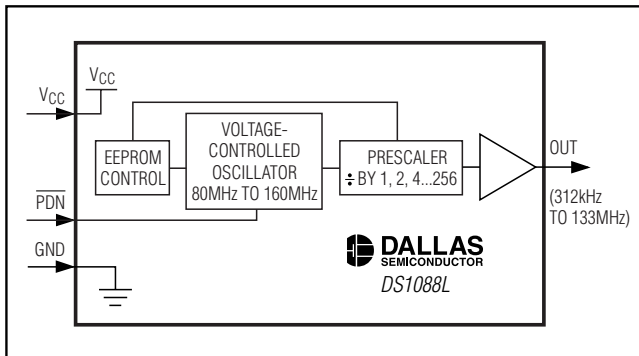 VCC
VCC
PDN
GND
EEPROM
CONTROL
VOLTAGE-
CONTROLLED
OSCILLATOR
80MHz TO 160MHz
PRESCALER
÷ BY 1, 2, 4...256
OUT
(312kHz
TO 133MHz)
DALLAS
SEMICONDUCTOR
DS1088L